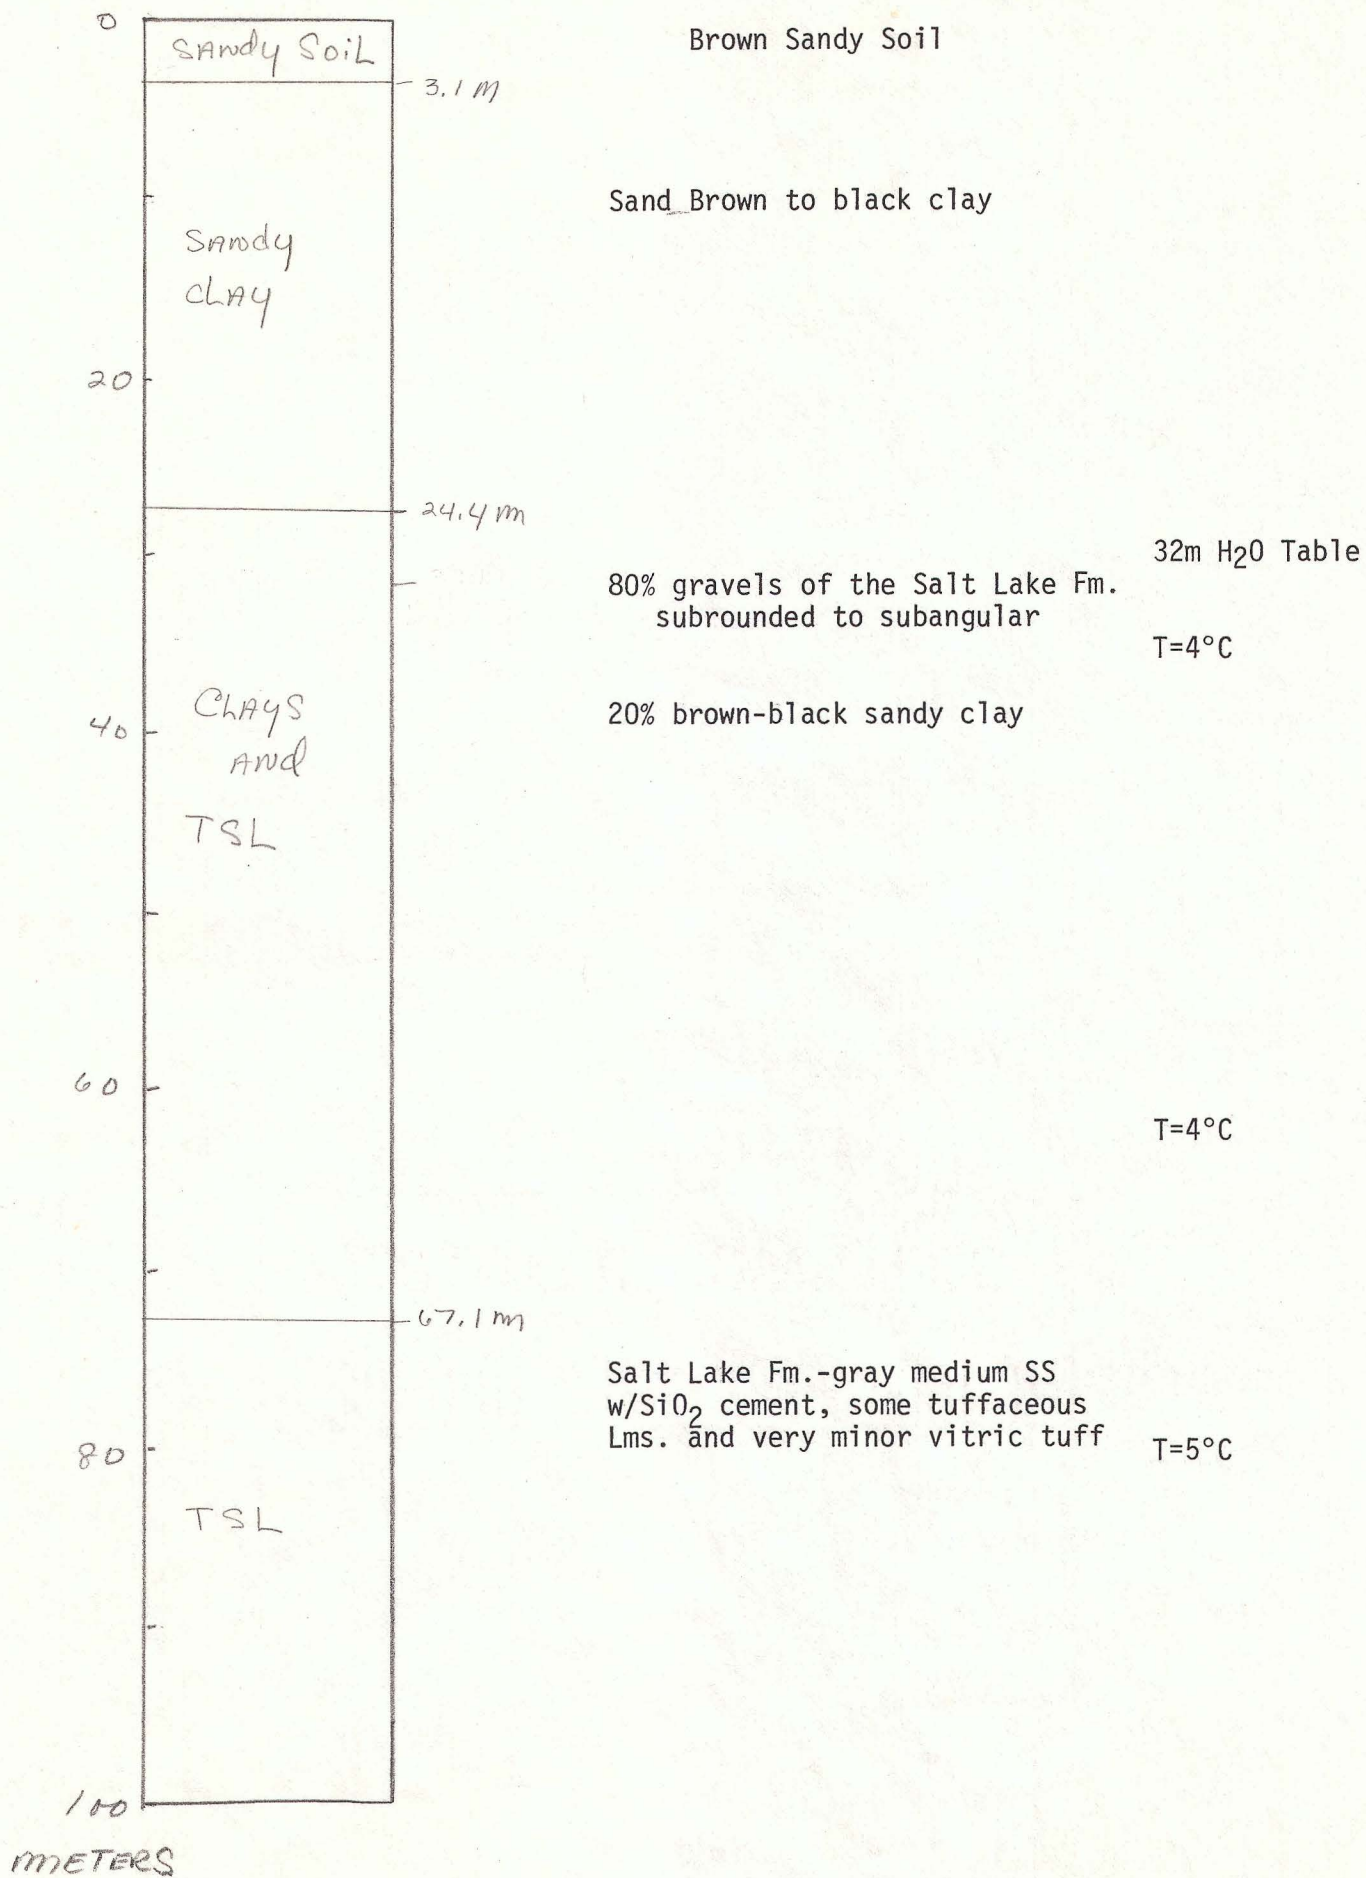 0
SANdy SOiL
Brown Sandy Soil
3.1 m
Sand Brown to black clay
SANdy
CLAY
20
24.4 m
32m H2O Table
80% gravels of the Salt Lake Fm.
subrounded to subangular
T=4°C
CLAYS
ANd
TSL
40
20% brown-black sandy clay
60
T=4°C
67.1 m
Salt Lake Fm.-gray medium SS
w/SiO2 cement, some tuffaceous
Lms. and very minor vitric tuff
T=5°C
80
TSL
100
METERS